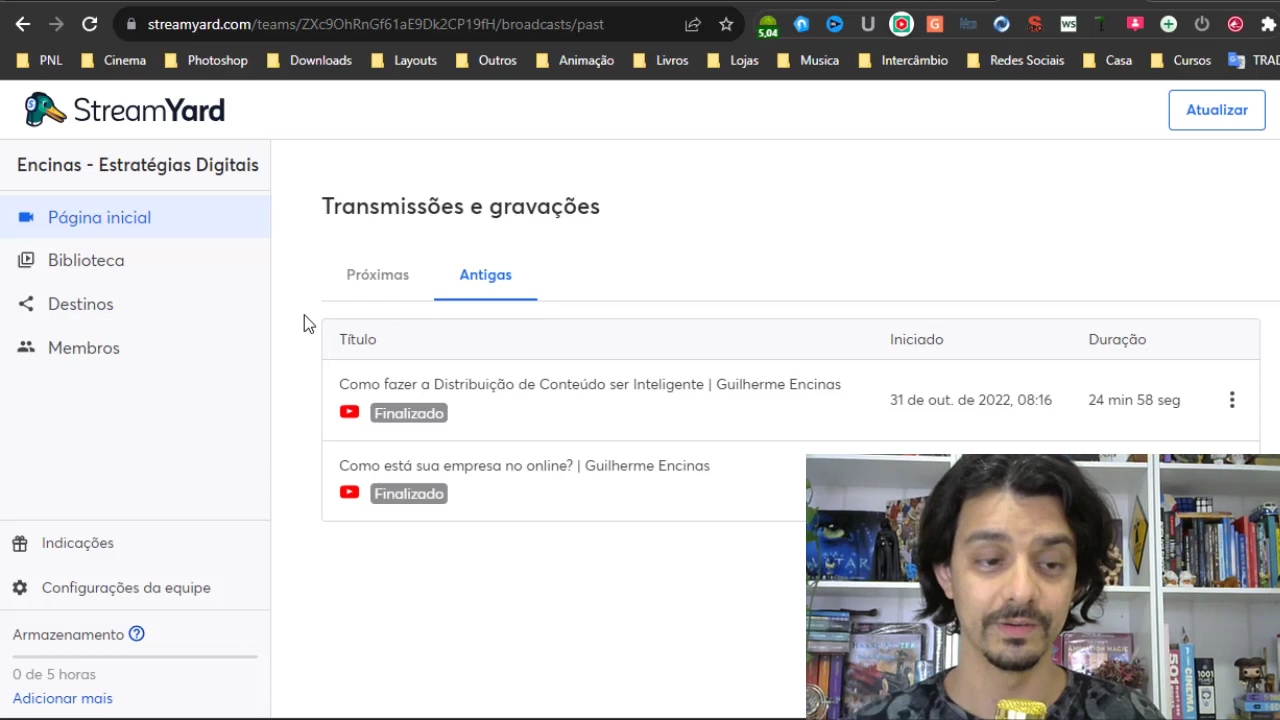 streamyard.com/teams/ZXc9OhRnGf61aE9Dk2CP19fH/broadcasts/past
5,04
PNL Cinema Photoshop Downloads Layouts Outros Animação Livros Lojas Musica Intercâmbio Redes Sociais Casa Cursos TRAD
StreamYard
Atualizar
Encinas - Estratégias Digitais
Página inicial
Biblioteca
Destinos
Membros
Indicações
Configurações da equipe
Armazenamento
0 de 5 horas
Adicionar mais
Transmissões e gravações
Próximas Antigas
Título Iniciado Duração
Como fazer a Distribuição de Conteúdo ser Inteligente | Guilherme Encinas
Finalizado
31 de out. de 2022, 08:16 24 min 58 seg
Como está sua empresa no online? | Guilherme Encinas
Finalizado